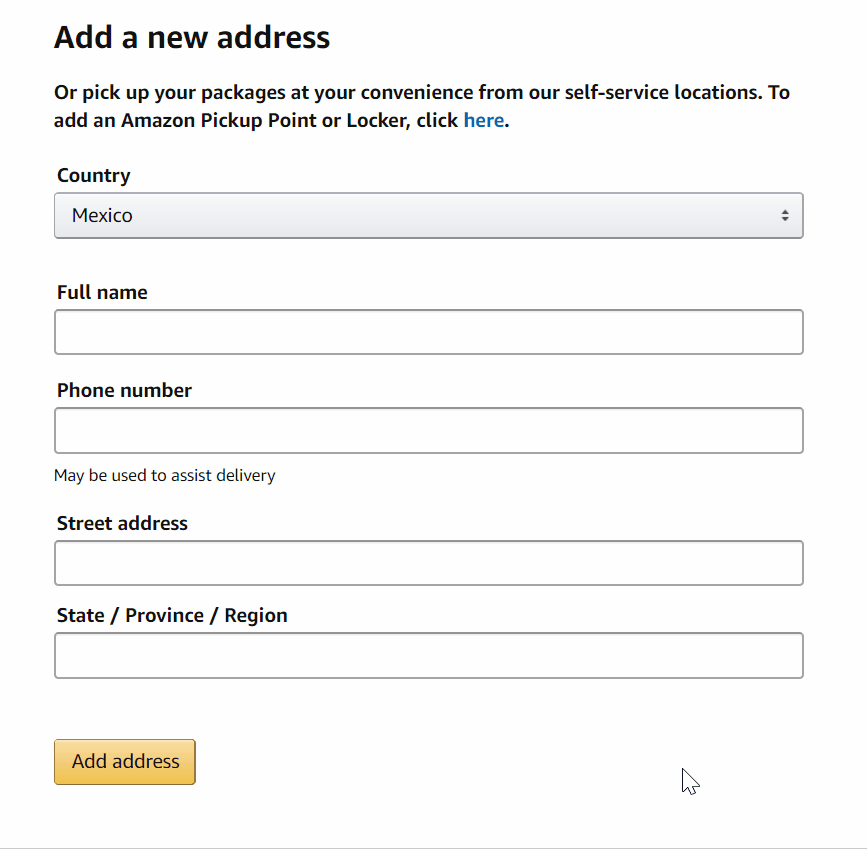 Add a new address
Or pick up your packages at your convenience from our self-service locations. To
add an Amazon Pickup Point or Locker, click here.
Country
Mexico
Full name
Phone number
May be used to assist delivery
Street address
State / Province / Region
Add address